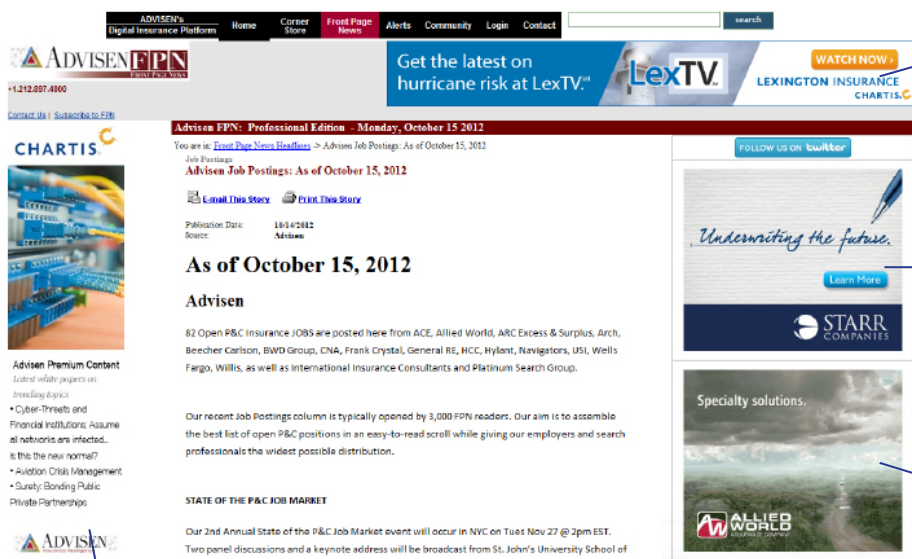 ADVISEN's
Digital Insurance Platform
Home
Corner
Store
Front Page
News
Alerts
Community
Login
Contact
search
ADVISEN FPN
FRONT PAGE NEWS
+1.212.897.4800
Contact Us | Subscribe to FPN
Get the latest on
hurricane risk at LexTV.℠
LexTV
WATCH NOW ›
LEXINGTON INSURANCE
CHARTIS
Advisen FPN: Professional Edition - Monday, October 15 2012
CHARTIS
You are in: Front Page News Headlines -> Advisen Job Postings: As of October 15, 2012
Job Postings
Advisen Job Postings: As of October 15, 2012
E-mail This Story Print This Story
Publication Date: 10/14/2012
Source: Advisen
As of October 15, 2012
Advisen
82 Open P&C Insurance JOBS are posted here from ACE, Allied World, ARC Excess & Surplus, Arch,
Beecher Carlson, BWD Group, CNA, Frank Crystal, General RE, HCC, Hylant, Navigators, USI, Wells
Fargo, Willis, as well as International Insurance Consultants and Platinum Search Group.
Our recent Job Postings column is typically opened by 3,000 FPN readers. Our aim is to assemble
the best list of open P&C positions in an easy-to-read scroll while giving our employers and search
professionals the widest possible distribution.
STATE OF THE P&C JOB MARKET
Our 2nd Annual State of the P&C Job Market event will occur in NYC on Tues Nov 27 @ 2pm EST.
Two panel discussions and a keynote address will be broadcast from St. John's University School of
Advisen Premium Content
Latest white papers on
trending topics
• Cyber-Threats and
Financial Institutions: Assume
all networks are infected...
Is this the new normal?
• Aviation Crisis Management
• Surety: Bonding Public
Private Partnerships
ADVISEN
FOLLOW US ON twitter
Underwriting the future.
Learn More
STARR
COMPANIES
Specialty solutions.
AW
ALLIED
WORLD